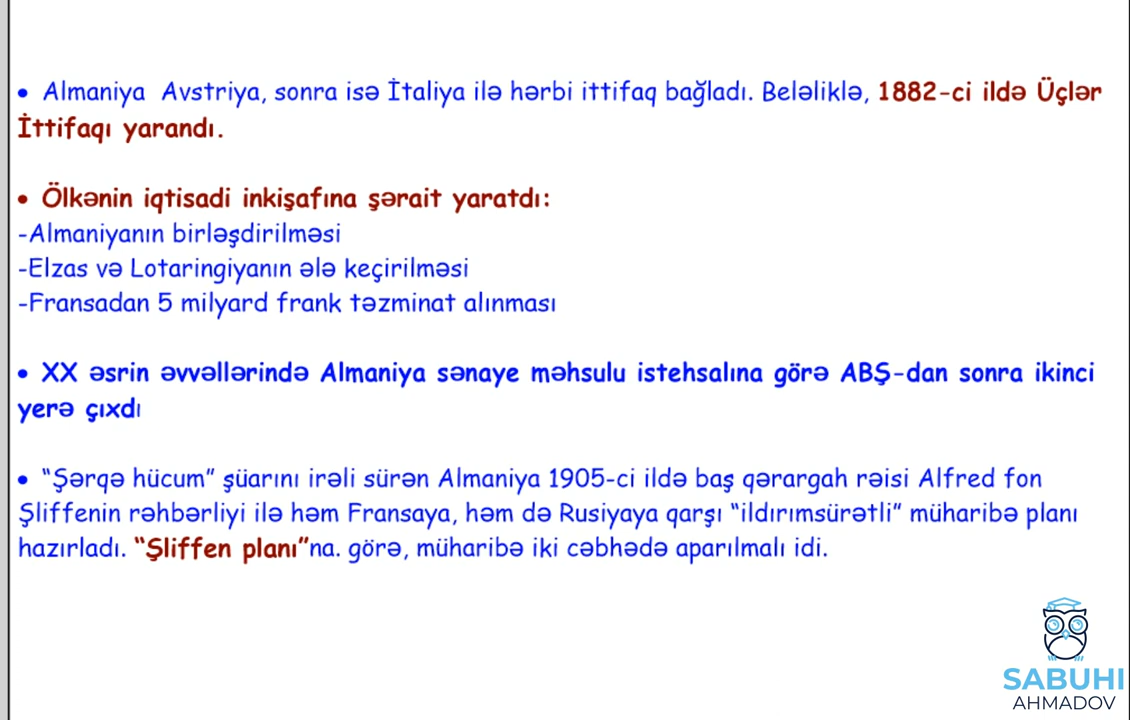 • Almaniya Avstriya, sonra isə İtaliya ilə hərbi ittifaq bağladı. Beləliklə, 1882-ci ildə Üçlər
İttifaqı yarandı.
• Ölkənin iqtisadi inkişafına şərait yaratdı:
-Almaniyanın birləşdirilməsi
-Elzas və Lotaringiyanın ələ keçirilməsi
-Fransadan 5 milyard frank təzminat alınması
• XX əsrin əvvəllərində Almaniya sənaye məhsulu istehsalına görə ABŞ-dan sonra ikinci
yerə çıxdı
• “Şərqə hücum” şüarını irəli sürən Almaniya 1905-ci ildə baş qərargah rəisi Alfred fon
Şliffenin rəhbərliyi ilə həm Fransaya, həm də Rusiyaya qarşı “ildırımsürətli” müharibə planı
hazırladı. “Şliffen planı”na. görə, müharibə iki cəbhədə aparılmalı idi.
SABUHI
AHMADOV